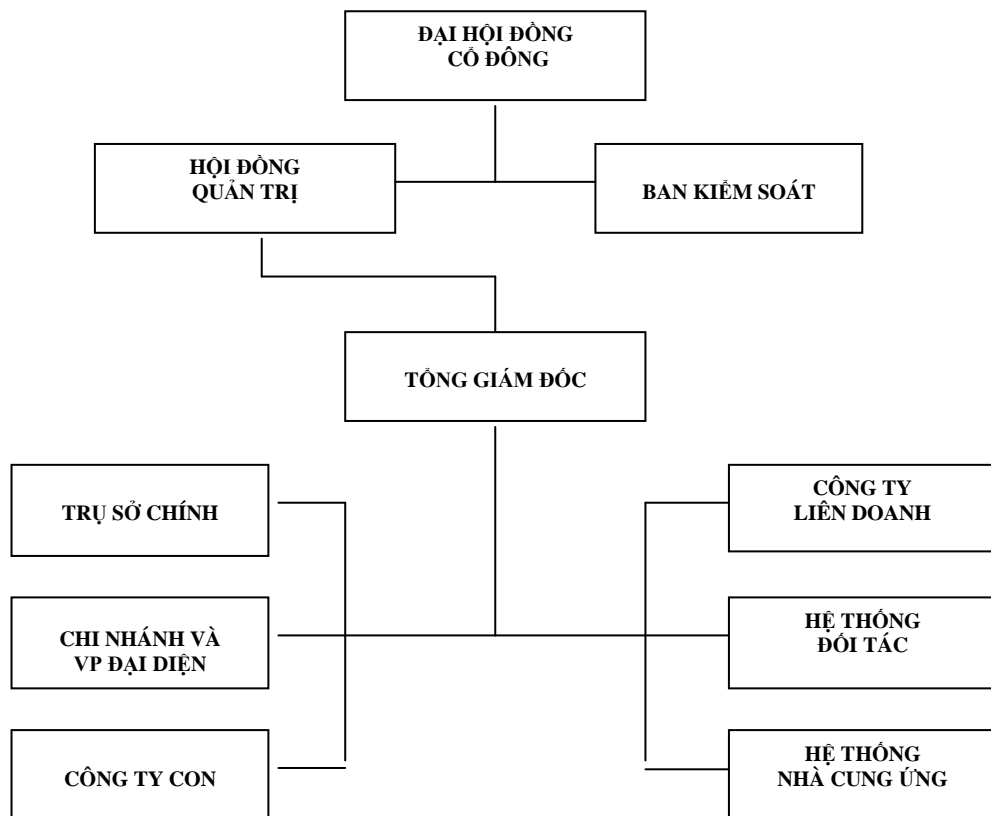 ĐẠI HỘI ĐỒNG
CỔ ĐÔNG
HỘI ĐỒNG
QUẢN TRỊ
BAN KIỂM SOÁT
TỔNG GIÁM ĐỐC
TRỤ SỞ CHÍNH
CÔNG TY
LIÊN DOANH
CHI NHÁNH VÀ
VP ĐẠI DIỆN
HỆ THỐNG
ĐỐI TÁC
CÔNG TY CON
HỆ THỐNG
NHÀ CUNG ỨNG